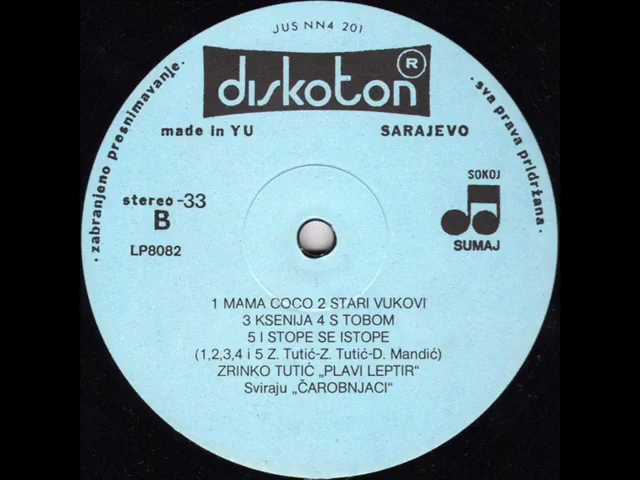 JUS NN4 201
diskoton ®
made in YU
SARAJEVO
· zabranjeno presnimavanje ·
· sva prava pridržana ·
stereo -33
B
LP8082
SOKOJ
SUMAJ
1 MAMA COCO 2 STARI VUKOVI
3 KSENIJA 4 S TOBOM
5 I STOPE SE ISTOPE
(1,2,3,4 i 5 Z. Tutić-Z. Tutić-D. Mandić)
ZRINKO TUTIĆ „PLAVI LEPTIR“
Sviraju „ČAROBNJACI“